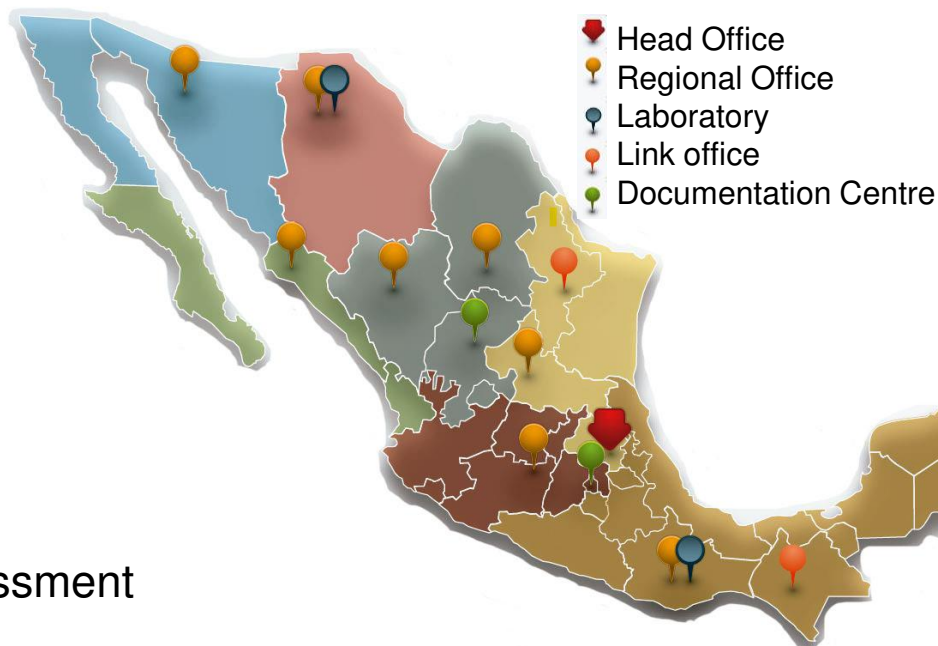 Head Office
Regional Office
Laboratory
Link office
Documentation Centre
ssment